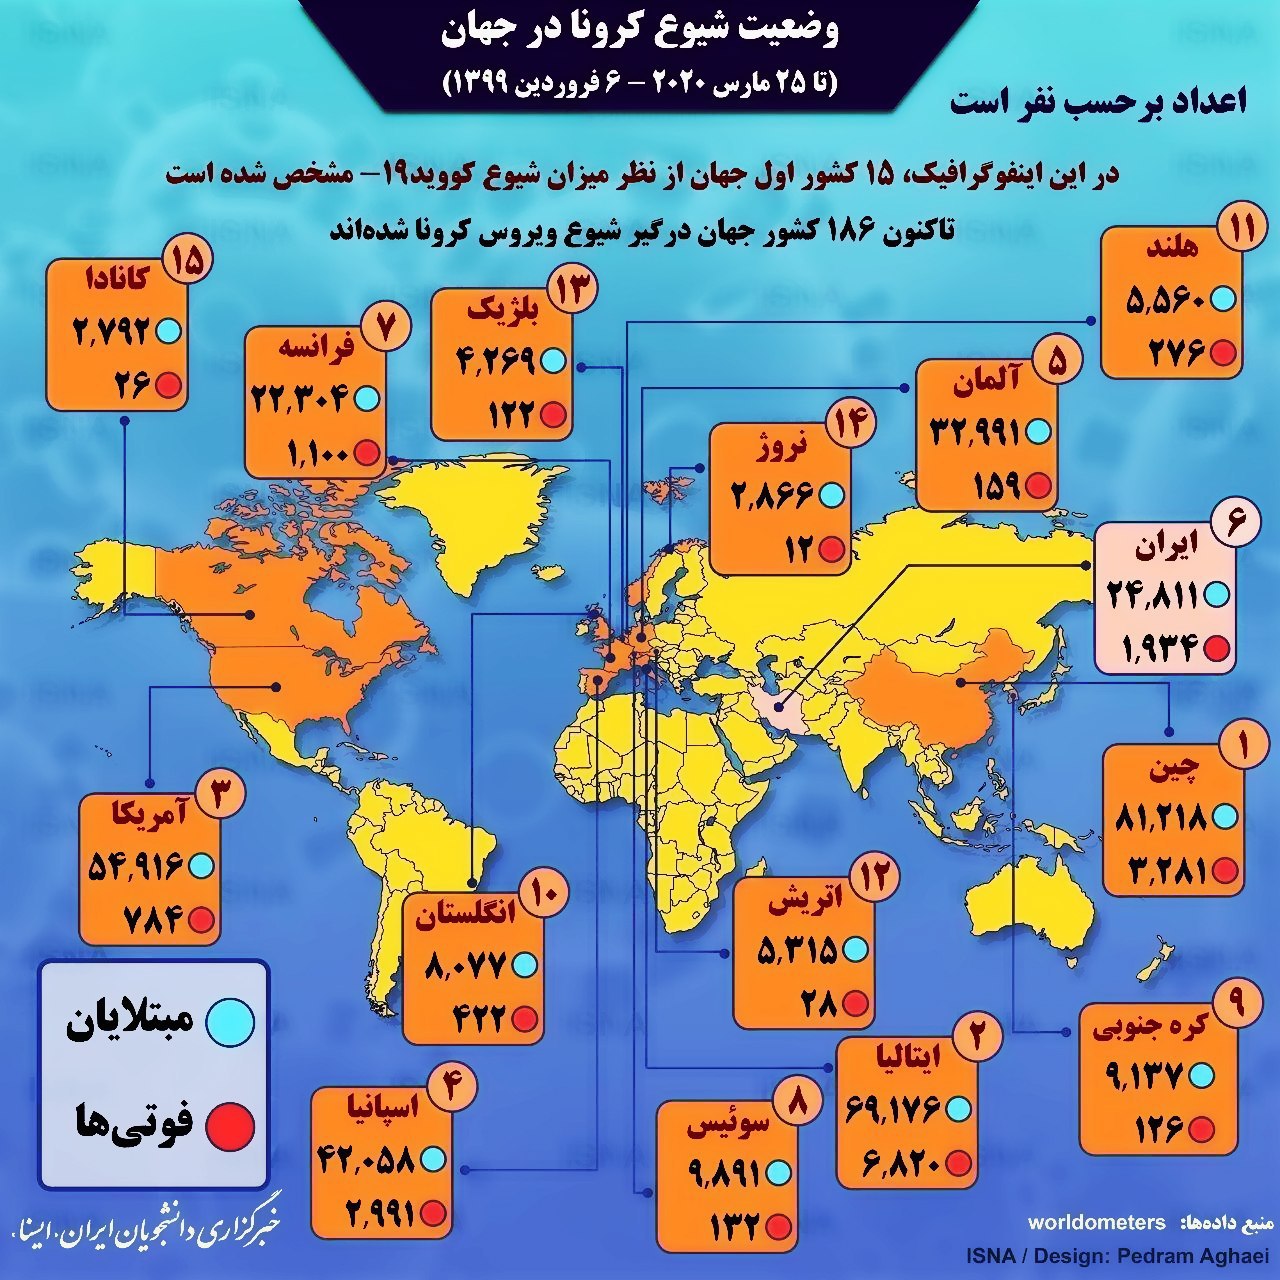 وضعیت شیوع کرونا در جهان
(تا ۲۵ مارس ۲۰۲۰ – ۶ فروردین ۱۳۹۹)
اعداد برحسب نفر است
در این اینفوگرافیک، ۱۵ کشور اول جهان از نظر میزان شیوع کووید۱۹– مشخص شده است
تاکنون ۱۸۶ کشور جهان درگیر شیوع ویروس کرونا شده‌اند
۱۱
هلند
۵,۵۶۰
۲۷۶
۱۵
کانادا
۲,۷۹۲
۲۶
۱۳
بلژیک
۴,۲۶۹
۱۲۲
۷
فرانسه
۲۲,۳۰۴
۱,۱۰۰
۵
آلمان
۳۲,۹۹۱
۱۵۹
۱۴
نروژ
۲,۸۶۶
۱۲
۶
ایران
۲۴,۸۱۱
۱,۹۳۴
۱
چین
۸۱,۲۱۸
۳,۲۸۱
۳
آمریکا
۵۴,۹۱۶
۷۸۴
۱۲
اتریش
۵,۳۱۵
۲۸
۱۰
انگلستان
۸,۰۷۷
۴۲۲
۹
کره جنوبی
۹,۱۳۷
۱۲۶
۲
ایتالیا
۶۹,۱۷۶
۶,۸۲۰
۸
سوئیس
۹,۸۹۱
۱۳۲
۴
اسپانیا
۴۲,۰۵۸
۲,۹۹۱
مبتلایان
فوتی‌ها
خبرگزاری دانشجویان ایران، ایسنا،
منبع داده‌ها: worldometers
ISNA / Design: Pedram Aghaei